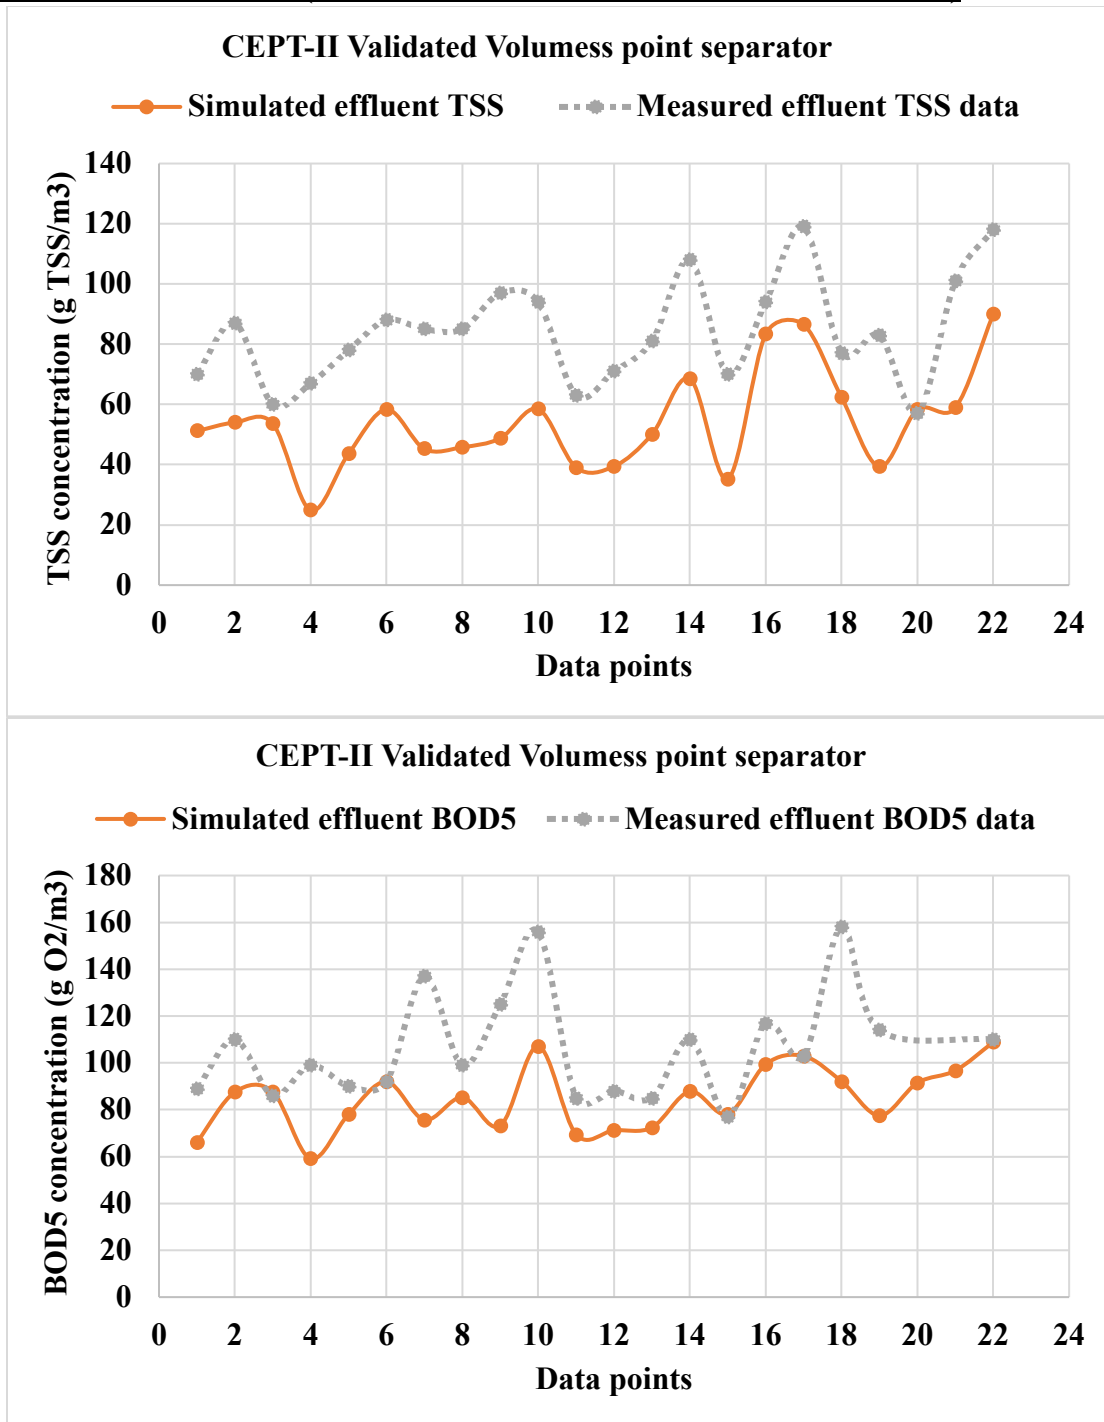 CEPT-II Validated Volumess point separator
Simulated effluent TSS Measured effluent TSS data
TSS concentration (g TSS/m3)
140
120
100
80
60
40
20
0
0 2 4 6 8 10 12 14 16 18 20 22 24
Data points
CEPT-II Validated Volumess point separator
Simulated effluent BOD5 Measured effluent BOD5 data
BOD5 concentration (g O2/m3)
180
160
140
120
100
80
60
40
20
0
0 2 4 6 8 10 12 14 16 18 20 22 24
Data points